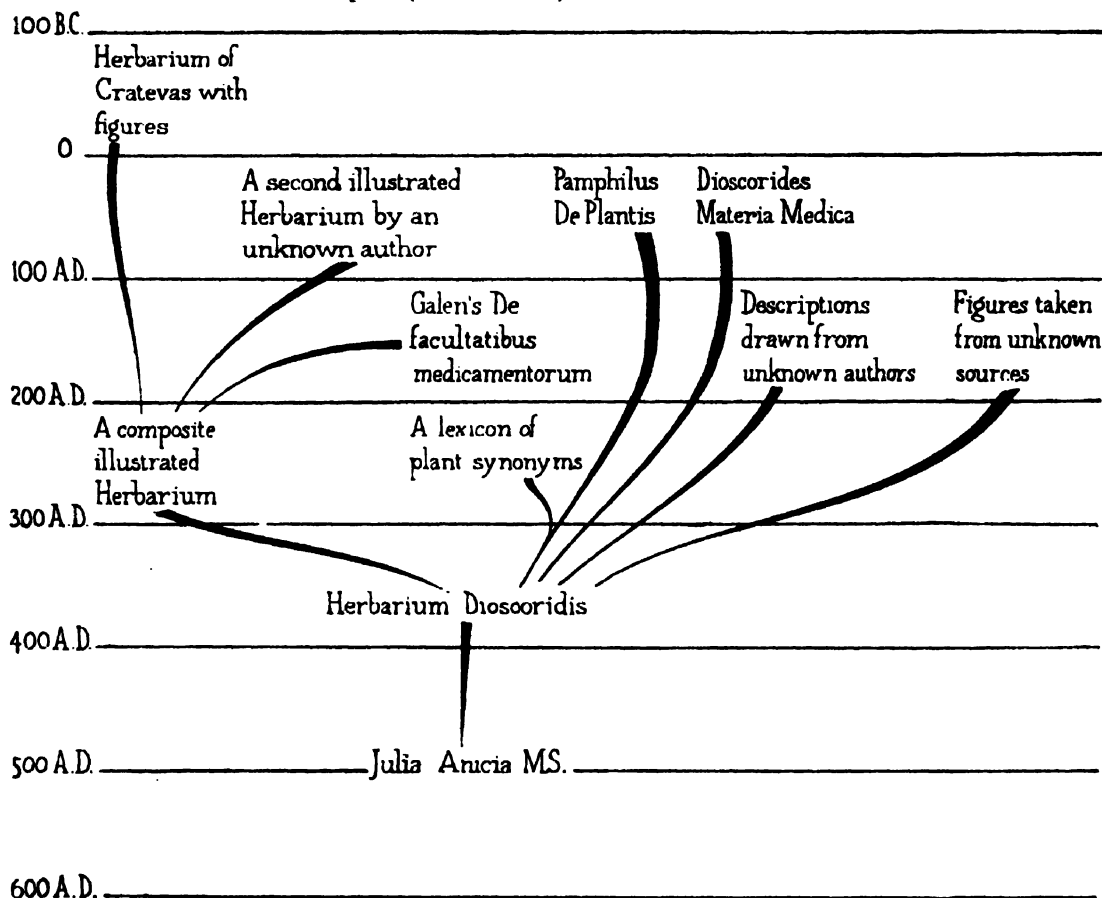 100 B.C.
Herbarium of
Cratevas with
figures
0
A second illustrated
Herbarium by an
unknown author
Pamphilus
De Plantis
Dioscorides
Materia Medica
100 A.D.
Galen's De
facultatibus
medicamentorum
Descriptions
drawn from
unknown authors
Figures taken
from unknown
sources
200 A.D.
A composite
illustrated
Herbarium
A lexicon of
plant synonyms
300 A.D.
Herbarium Dioscoridis
400 A.D.
500 A.D.
Julia Anicia M.S.
600 A.D.